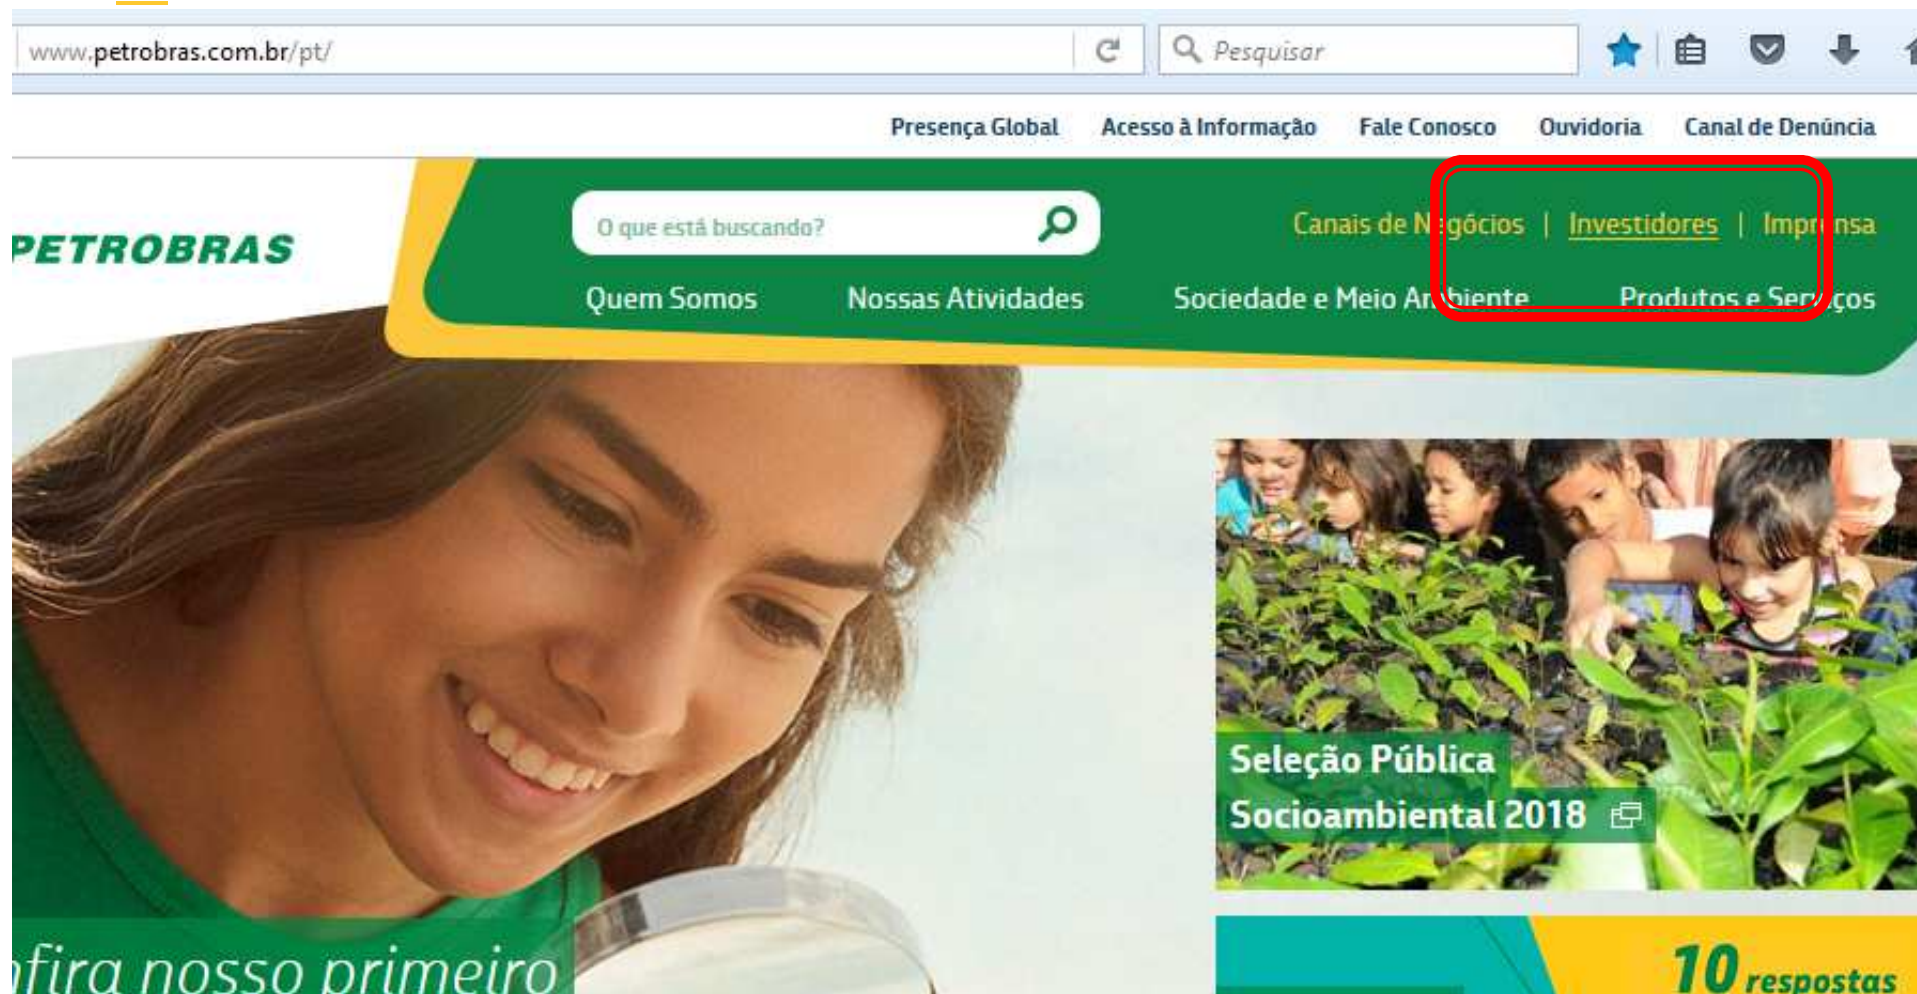 www.petrobras.com.br/pt/ Pesquisar
Presença Global Acesso à Informação Fale Conosco Ouvidoria Canal de Denúncia
O que está buscando? Canais de Negócios | Investidores | Imprensa
PETROBRAS
Quem Somos Nossas Atividades Sociedade e Meio Ambiente Produtos e Serviços
Seleção Pública
Socioambiental 2018
nfira nosso primeiro
10 respostas